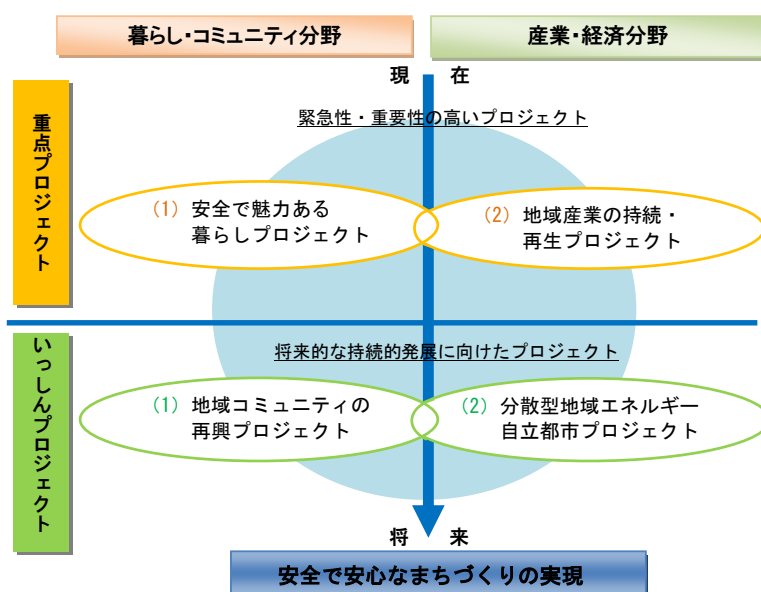 暮らし・コミュニティ分野
産業・経済分野
現 在
重点プロジェクト
緊急性・重要性の高いプロジェクト
(1) 安全で魅力ある
暮らしプロジェクト
(2) 地域産業の持続・
再生プロジェクト
いっしんプロジェクト
将来的な持続的発展に向けたプロジェクト
(1) 地域コミュニティの
再興プロジェクト
(2) 分散型地域エネルギー
自立都市プロジェクト
将 来
安全で安心なまちづくりの実現